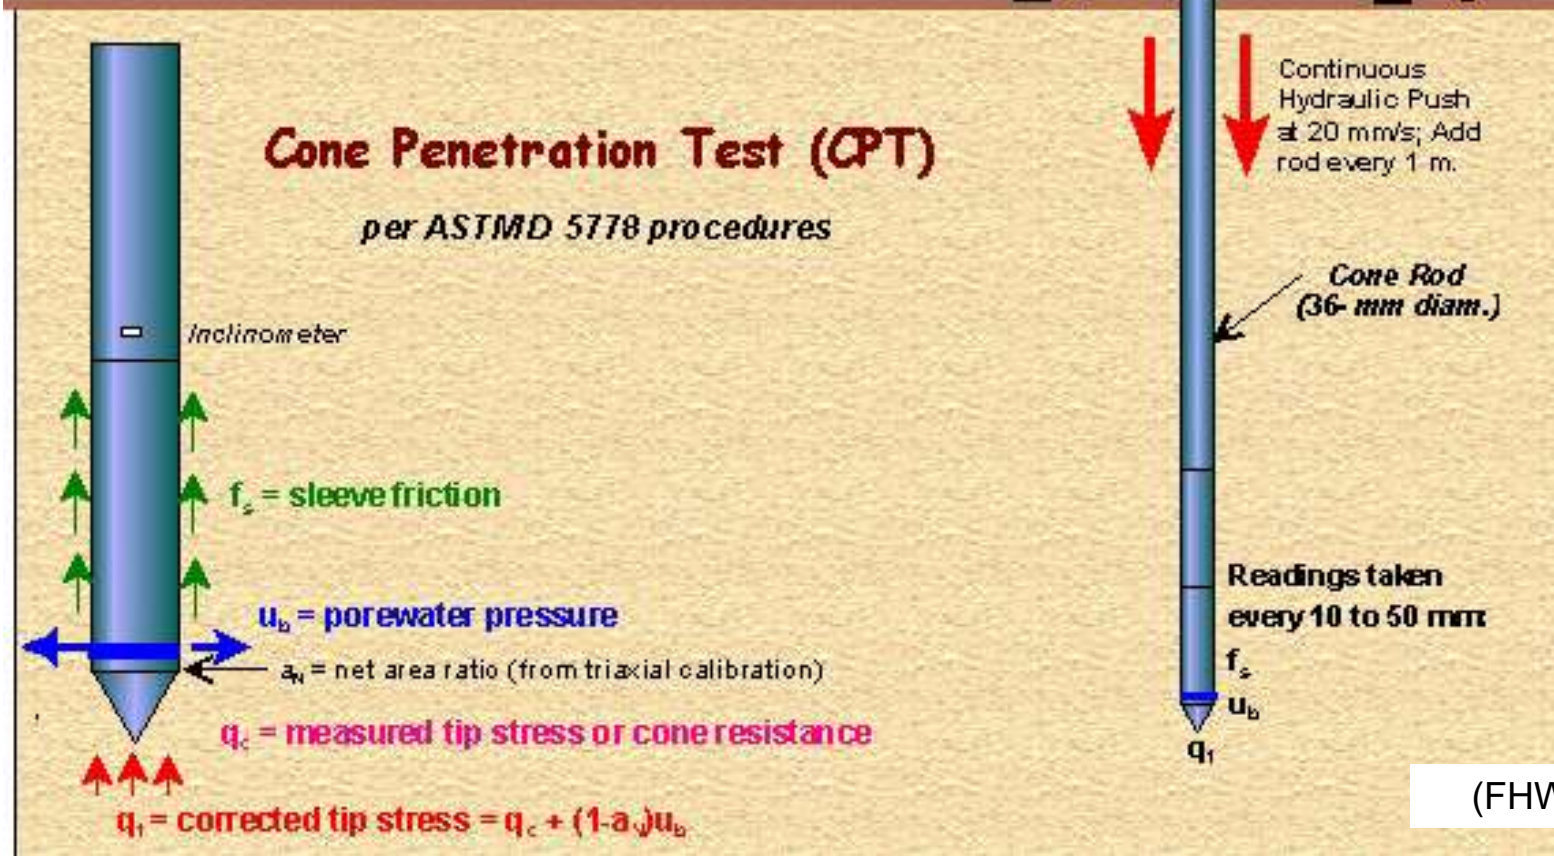 Continuous
Hydraulic Push
at 20 mm/s; Add
rod every 1 m.
Cone Penetration Test (CPT)
per ASTMD 5778 procedures
Cone Rod
(36- mm diam.)
Inclinometer
fs = sleeve friction
Readings taken
every 10 to 50 mm:
ub = porewater pressure
aN = net area ratio (from triaxial calibration)
fs
ub
qc = measured tip stress or cone resistance
qt
qt = corrected tip stress = qc + (1-aN)ub
(FHW